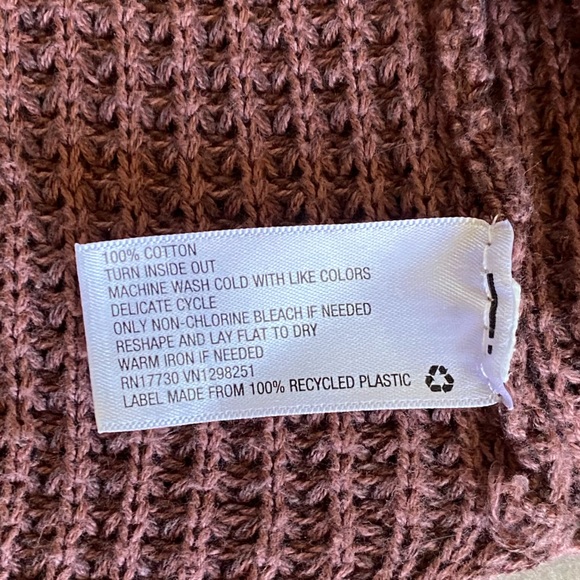 100% COTTON
TURN INSIDE OUT
MACHINE WASH COLD WITH LIKE COLORS
DELICATE CYCLE
ONLY NON-CHLORINE BLEACH IF NEEDED
RESHAPE AND LAY FLAT TO DRY
WARM IRON IF NEEDED
RN17730 VN1298251
LABEL MADE FROM 100% RECYCLED PLASTIC